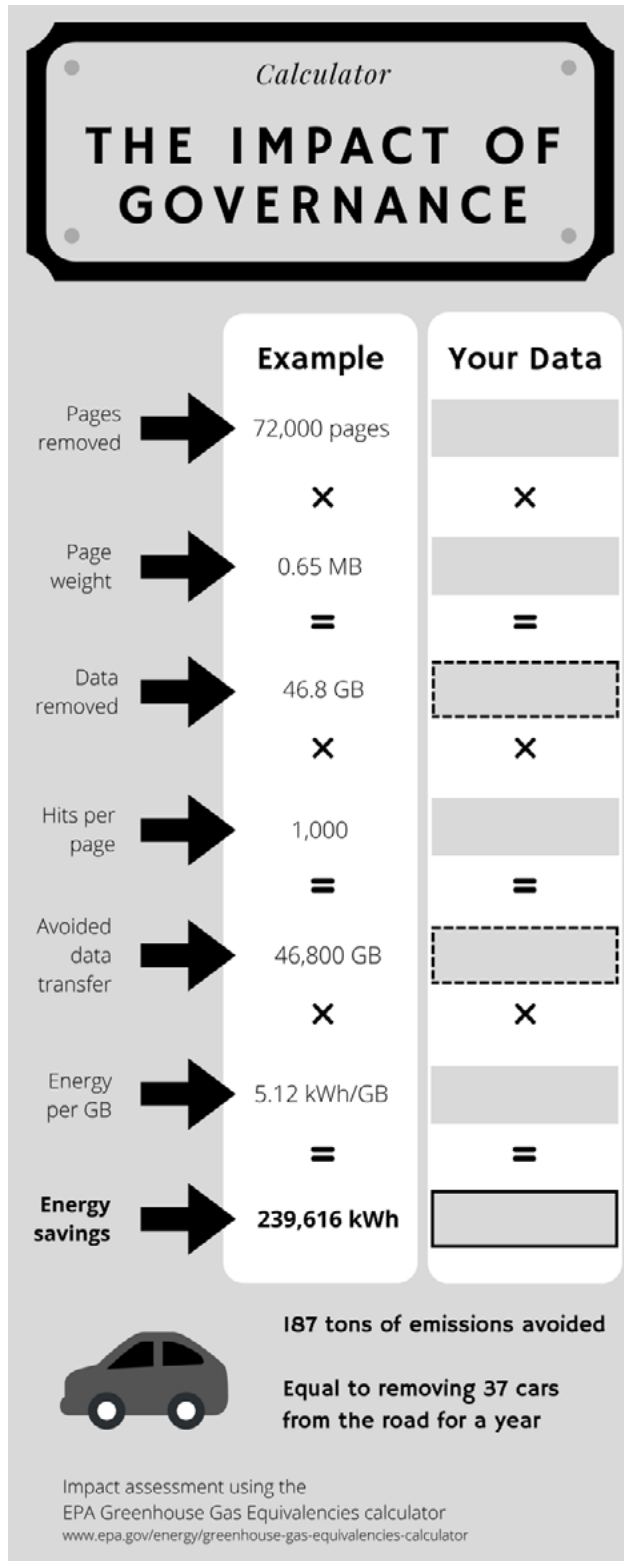 Calculator
THE IMPACT OF
GOVERNANCE
Example
Your Data
Pages
removed
72,000 pages
×
×
Page
weight
0.65 MB
=
=
Data
removed
46.8 GB
×
×
Hits per
page
1,000
=
=
Avoided
data
transfer
46,800 GB
×
×
Energy
per GB
5.12 kWh/GB
=
=
Energy
savings
239,616 kWh
187 tons of emissions avoided
Equal to removing 37 cars
from the road for a year
Impact assessment using the
EPA Greenhouse Gas Equivalencies calculator
www.epa.gov/energy/greenhouse-gas-equivalencies-calculator